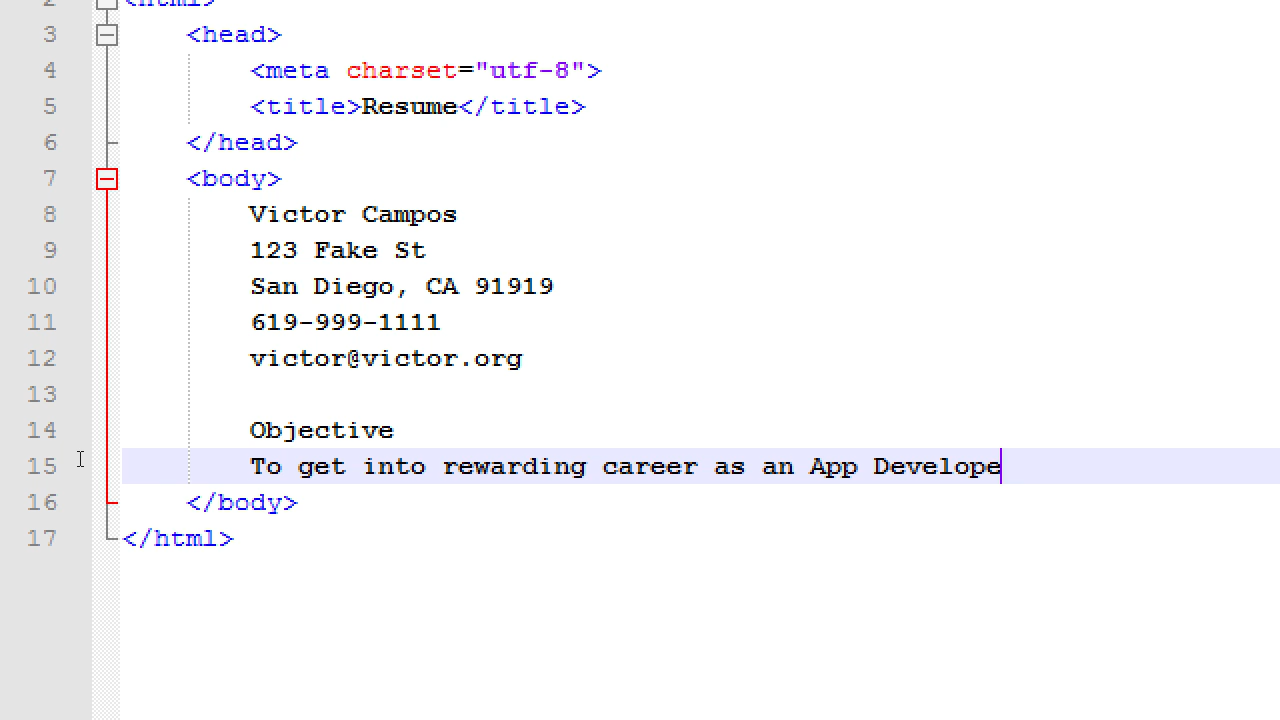 2 <html>
3 <head>
4 <meta charset="utf-8">
5 <title>Resume</title>
6 </head>
7 <body>
8 Victor Campos
9 123 Fake St
10 San Diego, CA 91919
11 619-999-1111
12 victor@victor.org
13
14 Objective
15 To get into rewarding career as an App Develope
16 </body>
17 </html>